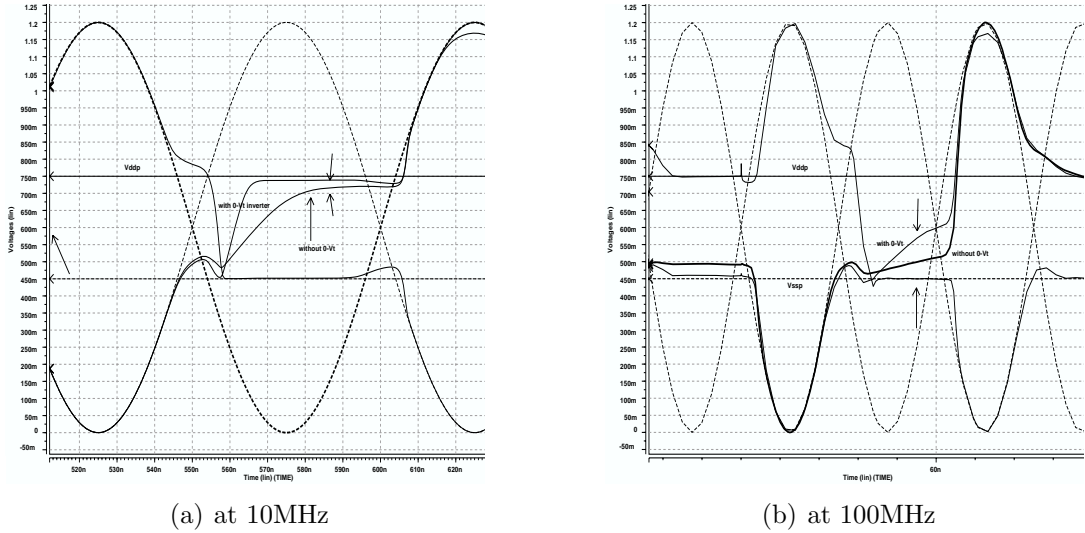 1.25
1.2
1.15
1.1
1.05
1
950m
900m
850m
800m
750m
700m
650m
600m
550m
500m
450m
400m
350m
300m
250m
200m
150m
100m
50m
0
-50m
Voltages (lin)
Vddp
with 0-Vt inverter
without 0-Vt
520n 530n 540n 550n 560n 570n 580n 590n 600n 610n 620n
Time (lin) (TIME)
(a) at 10MHz
1.25
1.2
1.15
1.1
1.05
1
950m
900m
850m
800m
750m
700m
650m
600m
550m
500m
450m
400m
350m
300m
250m
200m
150m
100m
50m
0
-50m
Voltages (lin)
Vddp
with 0-Vt
without 0-Vt
Vssp
60n
Time (lin) (TIME)
(b) at 100MHz